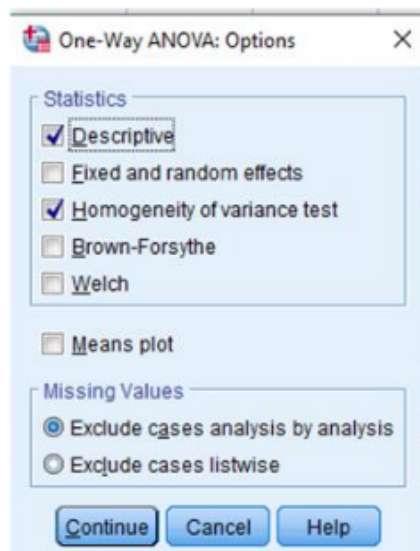 One-Way ANOVA: Options
Statistics
Descriptive
Fixed and random effects
Homogeneity of variance test
Brown-Forsythe
Welch
Means plot
Missing Values
Exclude cases analysis by analysis
Exclude cases listwise
Continue Cancel Help